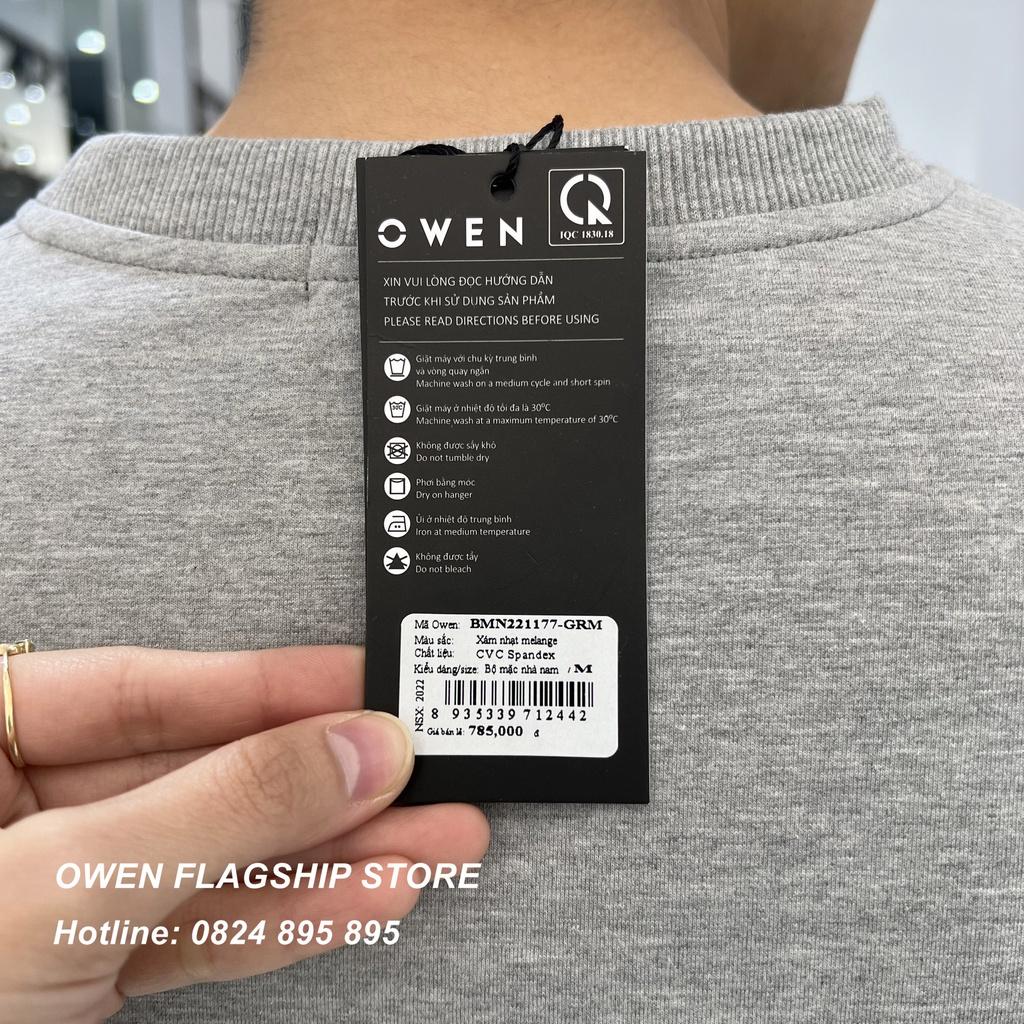 OWEN
IQC 1830.18
XIN VUI LÒNG ĐỌC HƯỚNG DẪN
TRƯỚC KHI SỬ DỤNG SẢN PHẨM
PLEASE READ DIRECTIONS BEFORE USING
Giặt máy với chu kỳ trung bình
và vòng quay ngắn
Machine wash on a medium cycle and short spin
30°C
Giặt máy ở nhiệt độ tối đa là 30°C
Machine wash at a maximum temperature of 30°C
Không được sấy khô
Do not tumble dry
Phơi bằng móc
Dry on hanger
Ủi ở nhiệt độ trung bình
Iron at medium temperature
Không được tẩy
Do not bleach
Mã Owen: BMN221177-GRM
Màu sắc: Xám nhạt melange
Chất liệu: CVC Spandex
Kiểu dáng/size: Bộ mặc nhà nam / M
NSX: 2022
8 935339 712442
Giá bán lẻ: 785,000 đ
OWEN FLAGSHIP STORE
Hotline: 0824 895 895